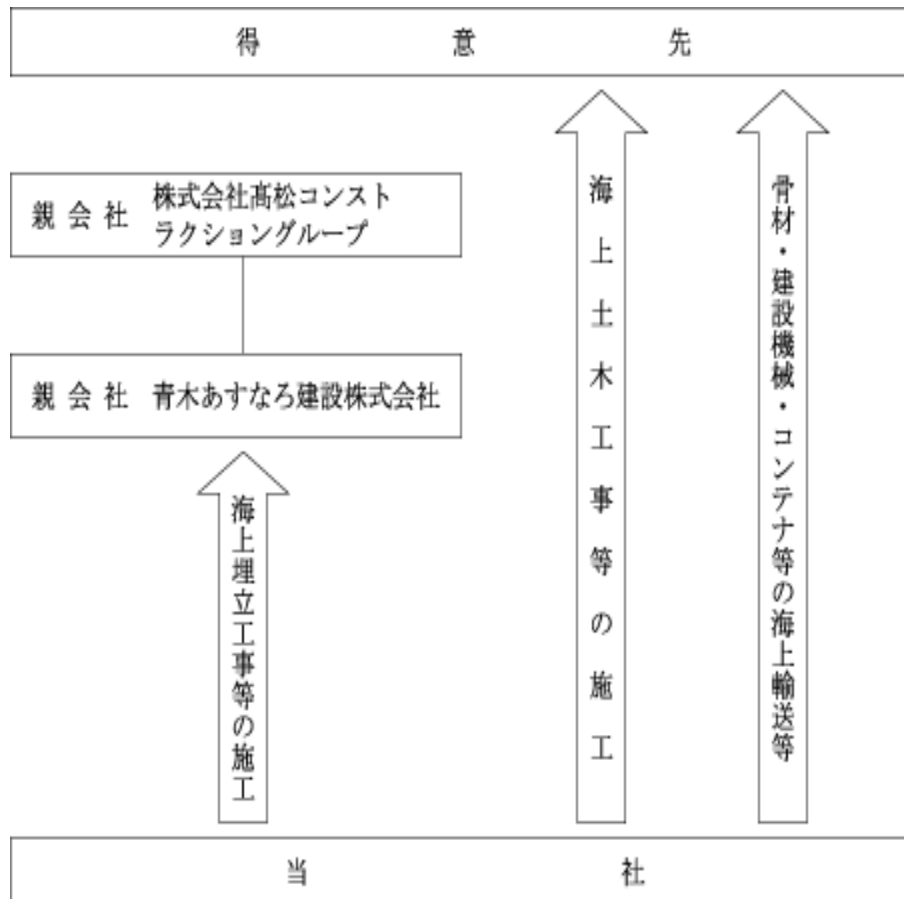 得意先
親会社 株式会社髙松コンスト
ラクショングループ
親会社 青木あすなろ建設株式会社
海上埋立工事等の施工
海上土木工事等の施工
骨材・建設機械・コンテナ等の海上輸送等
当社